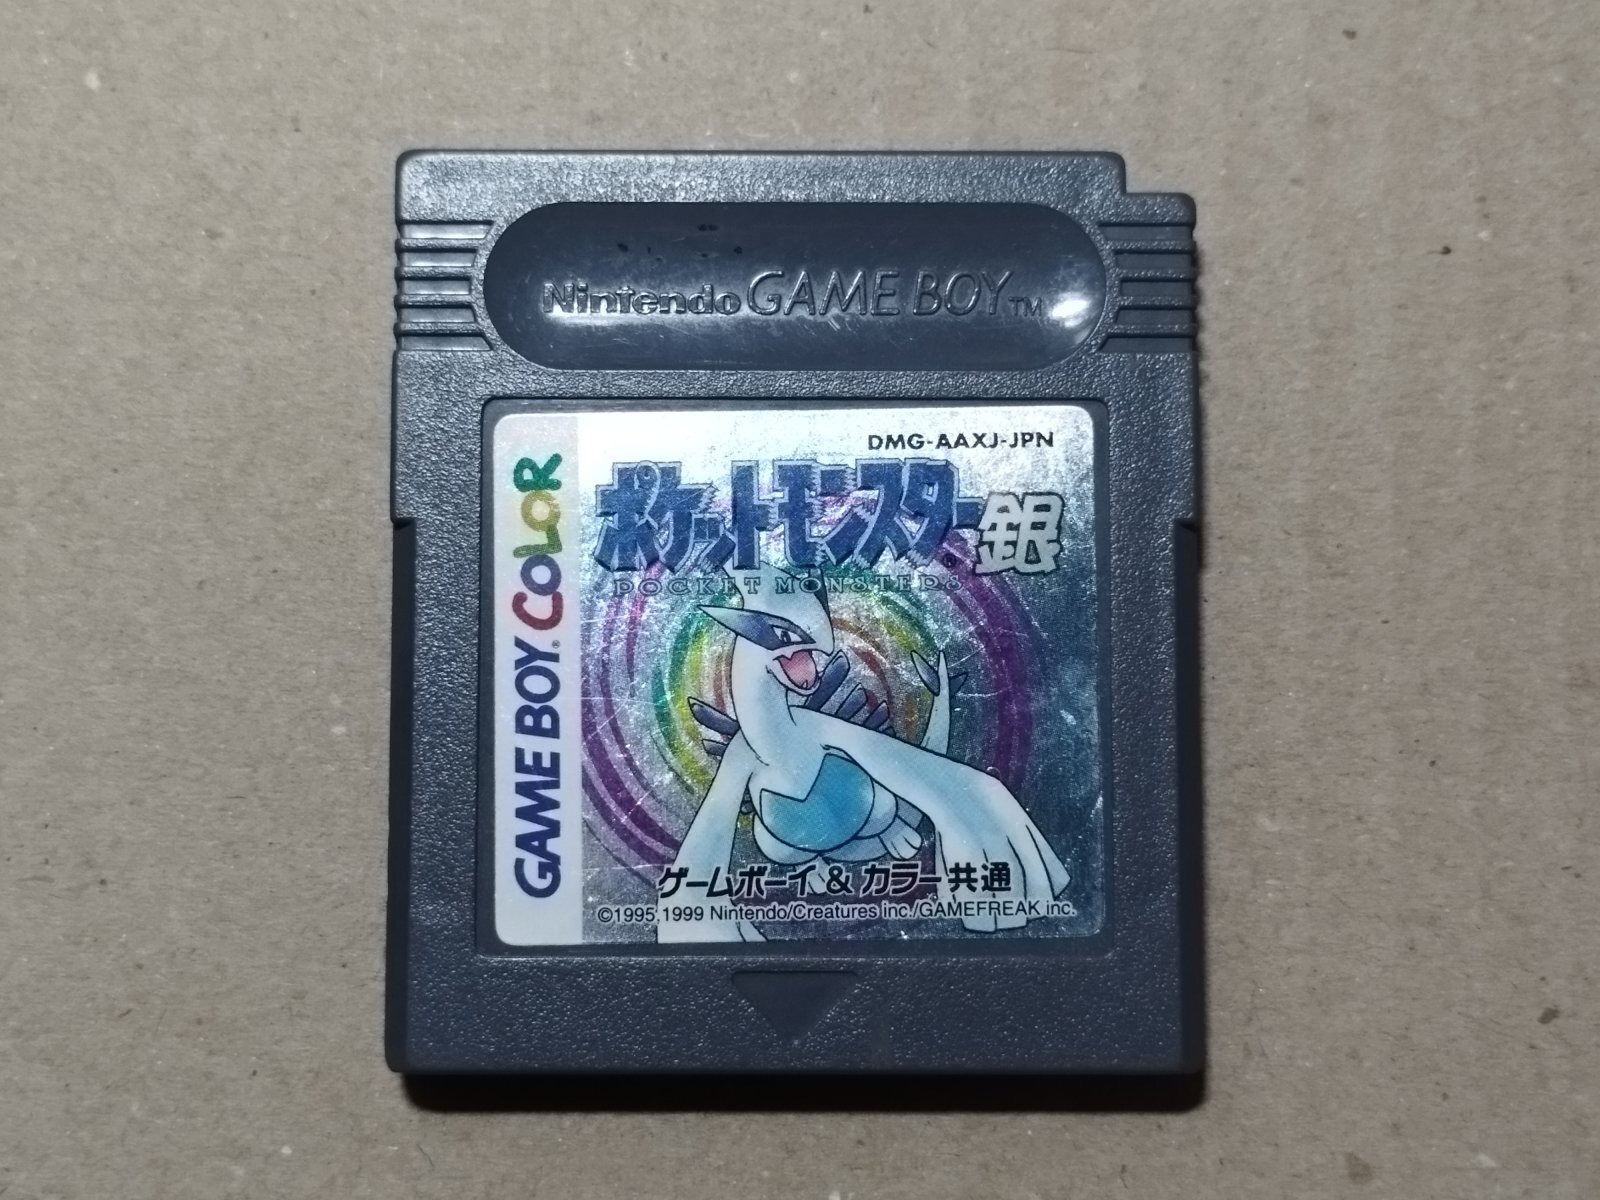 Nintendo GAME BOY TM
DMG-AAXJ-JPN
ポケットモンスター銀
POCKET MONSTERS
GAME BOY COLOR
ゲームボーイ & カラー共通
©1995,1999 Nintendo/Creatures inc./GAMEFREAK inc.